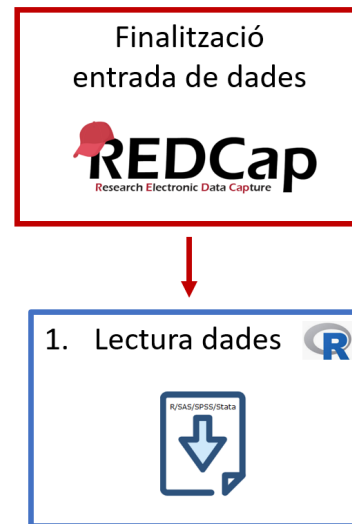 Finalització
entrada de dades
REDCap
Research Electronic Data Capture
1. Lectura dades R
R/SAS/SPSS/Stata